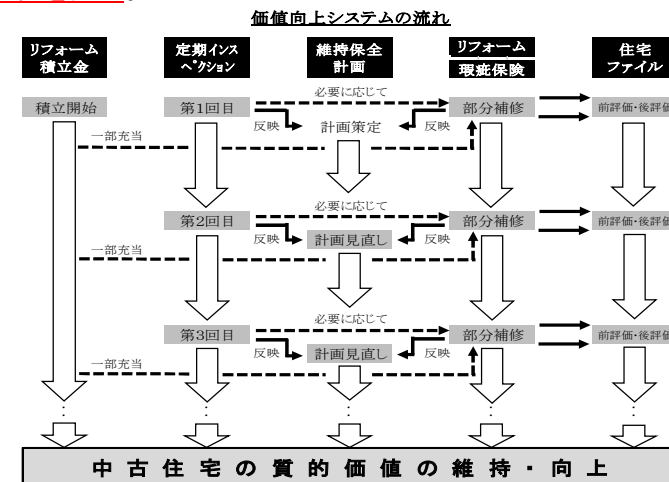 価値向上システムの流れ
リフォーム
積立金
定期インス
ペクション
維持保全
計画
リフォーム
瑕疵保険
住宅
ファイル
必要に応じて
積立開始
第1回目
部分補修
前評価・後評価
反映
計画策定
反映
一部充当
必要に応じて
第2回目
部分補修
前評価・後評価
反映
計画見直し
反映
一部充当
必要に応じて
第3回目
部分補修
前評価・後評価
反映
計画見直し
反映
一部充当
中古住宅の質的価値の維持・向上